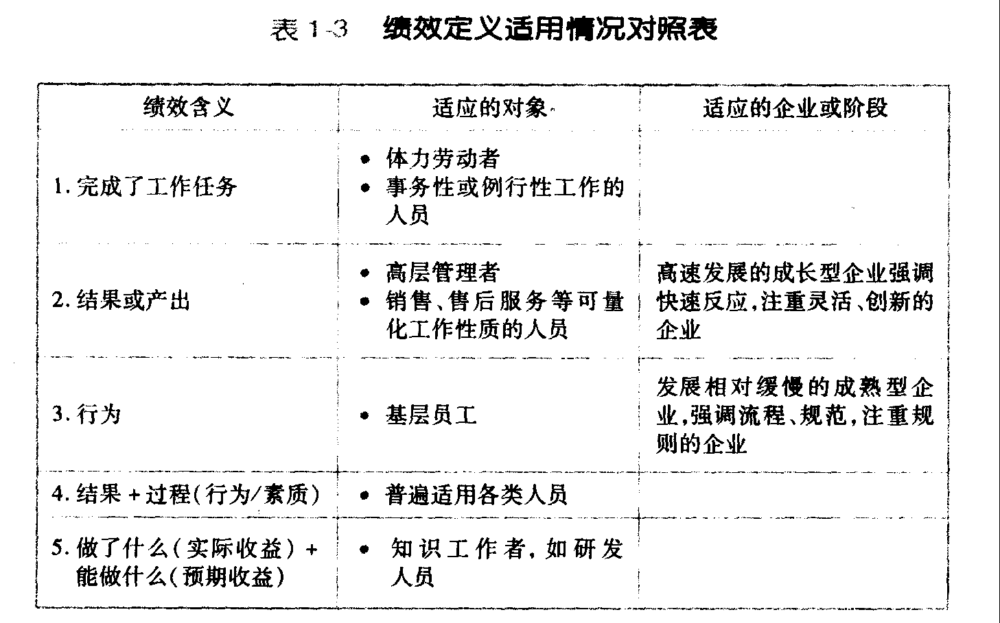 表1-3 绩效定义适用情况对照表
绩效含义 适应的对象 适应的企业或阶段
1. 完成了工作任务
• 体力劳动者
• 事务性或例行性工作的
人员
2. 结果或产出
• 高层管理者
• 销售、售后服务等可量
化工作性质的人员
高速发展的成长型企业强调
快速反应,注重灵活、创新的
企业
3. 行为
• 基层员工
发展相对缓慢的成熟型企
业,强调流程、规范,注重规
则的企业
4. 结果+过程(行为/素质)
• 普遍适用各类人员
5. 做了什么(实际收益)+
能做什么(预期收益)
• 知识工作者,如研发
人员